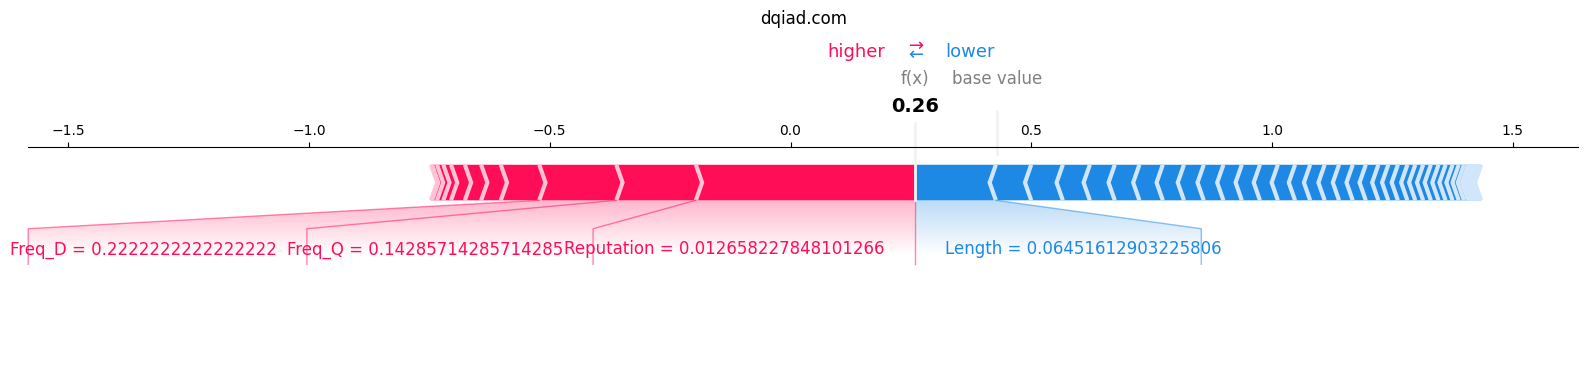 dqiad.com
higher → ← lower
f(x) base value
0.26
−1.5 −1.0 −0.5 0.0 0.5 1.0 1.5
Freq_D = 0.2222222222222222 Freq_Q = 0.14285714285714285 Reputation = 0.012658227848101266 Length = 0.06451612903225806